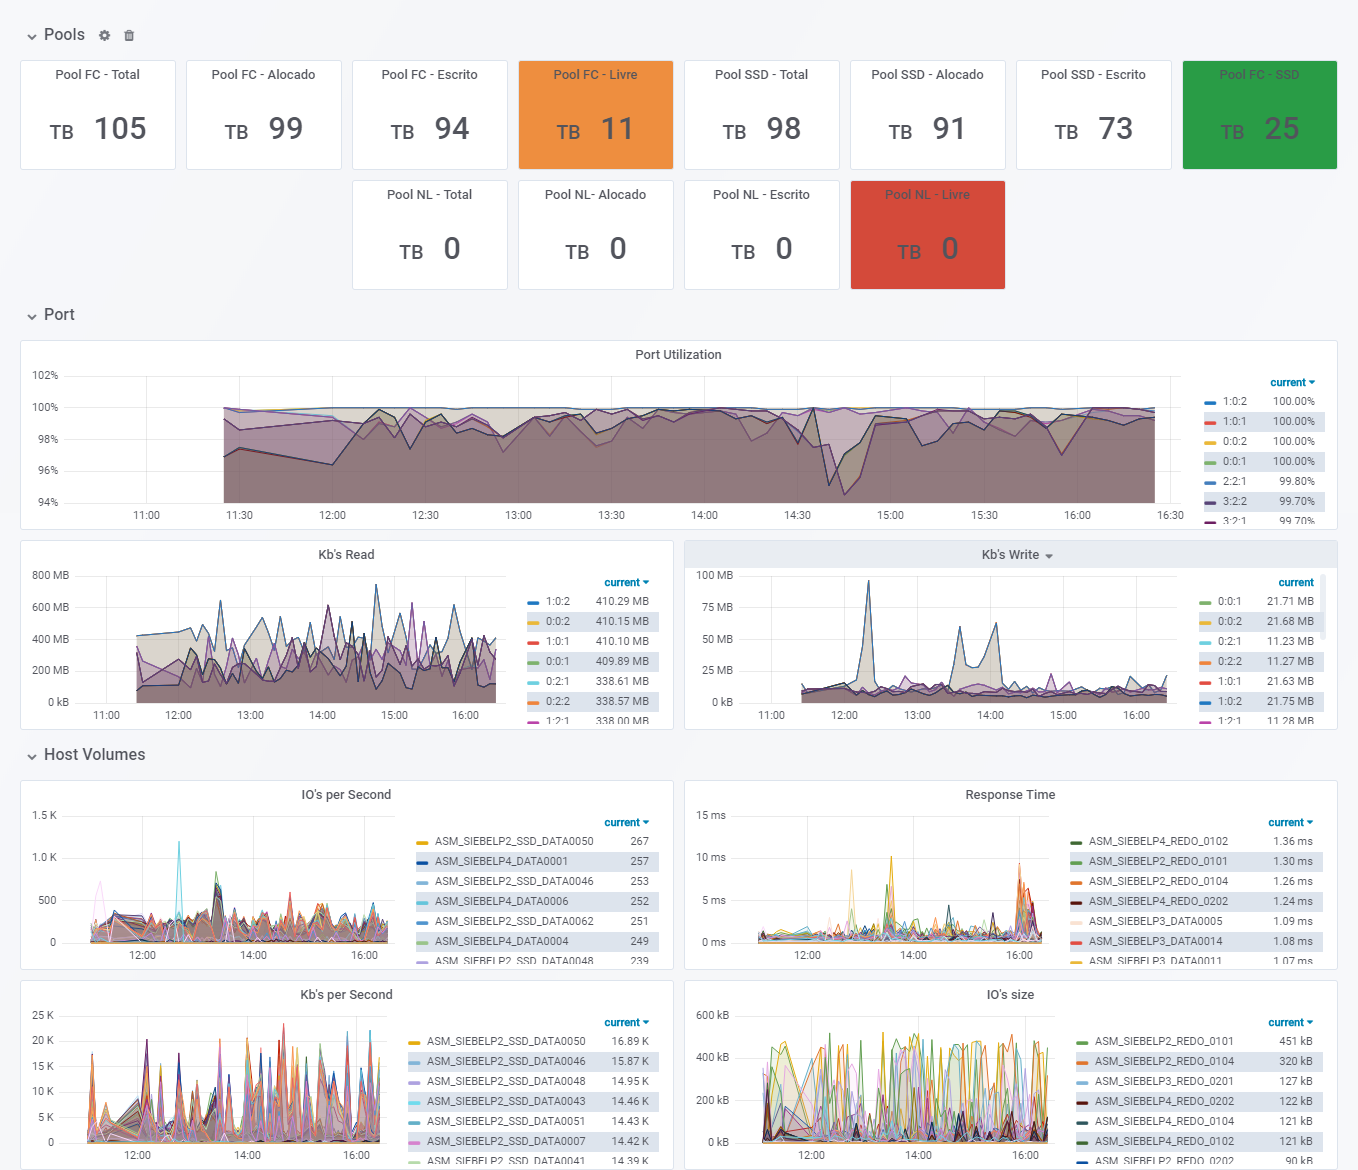 Pools
Pool FC - Total
TB 105
Pool FC - Alocado
TB 99
Pool FC - Escrito
TB 94
Pool FC - Livre
TB 11
Pool SSD - Total
TB 98
Pool SSD - Alocado
TB 91
Pool SSD - Escrito
TB 73
Pool FC - SSD
TB 25
Pool NL - Total
TB 0
Pool NL- Alocado
TB 0
Pool NL - Escrito
TB 0
Pool NL - Livre
TB 0
Port
Port Utilization
102%
100%
98%
96%
94%
11:00 11:30 12:00 12:30 13:00 13:30 14:00 14:30 15:00 15:30 16:00 16:30
current
1:0:2 100.00%
1:0:1 100.00%
0:0:2 100.00%
0:0:1 100.00%
2:2:1 99.80%
3:2:2 99.70%
3:2:1 99.70%
Kb's Read
800 MB
600 MB
400 MB
200 MB
0 kB
11:00 12:00 13:00 14:00 15:00 16:00
current
1:0:2 410.29 MB
0:0:2 410.15 MB
1:0:1 410.10 MB
0:0:1 409.89 MB
0:2:1 338.61 MB
0:2:2 338.57 MB
1:2:1 338.00 MB
Kb's Write
100 MB
75 MB
50 MB
25 MB
0 kB
11:00 12:00 13:00 14:00 15:00 16:00
current
0:0:1 21.71 MB
0:0:2 21.68 MB
0:2:1 11.23 MB
0:2:2 11.27 MB
1:0:1 21.63 MB
1:0:2 21.75 MB
1:2:1 11.28 MB
Host Volumes
IO's per Second
1.5 K
1.0 K
500
0
12:00 14:00 16:00
current
ASM_SIEBELP2_SSD_DATA0050 267
ASM_SIEBELP4_DATA0001 257
ASM_SIEBELP2_SSD_DATA0046 253
ASM_SIEBELP4_DATA0006 252
ASM_SIEBELP2_SSD_DATA0062 251
ASM_SIEBELP4_DATA0004 249
ASM_SIEBELP2_SSD_DATA0048 239
Response Time
15 ms
10 ms
5 ms
0 ms
12:00 14:00 16:00
current
ASM_SIEBELP4_REDO_0102 1.36 ms
ASM_SIEBELP2_REDO_0101 1.30 ms
ASM_SIEBELP2_REDO_0104 1.26 ms
ASM_SIEBELP4_REDO_0202 1.24 ms
ASM_SIEBELP3_DATA0005 1.09 ms
ASM_SIEBELP3_DATA0014 1.08 ms
ASM_SIEBELP3_DATA0011 1.07 ms
Kb's per Second
25 K
20 K
15 K
10 K
5 K
0
12:00 14:00 16:00
current
ASM_SIEBELP2_SSD_DATA0050 16.89 K
ASM_SIEBELP2_SSD_DATA0046 15.87 K
ASM_SIEBELP2_SSD_DATA0048 14.95 K
ASM_SIEBELP2_SSD_DATA0043 14.46 K
ASM_SIEBELP2_SSD_DATA0051 14.43 K
ASM_SIEBELP2_SSD_DATA0007 14.42 K
ASM_SIEBELP2_SSD_DATA0041 14.39 K
IO's size
600 kB
400 kB
200 kB
0 kB
12:00 14:00 16:00
current
ASM_SIEBELP2_REDO_0101 451 kB
ASM_SIEBELP2_REDO_0104 320 kB
ASM_SIEBELP3_REDO_0201 127 kB
ASM_SIEBELP4_REDO_0202 122 kB
ASM_SIEBELP4_REDO_0104 121 kB
ASM_SIEBELP4_REDO_0102 121 kB
ASM_SIEBELP2_REDO_0202 90 kB